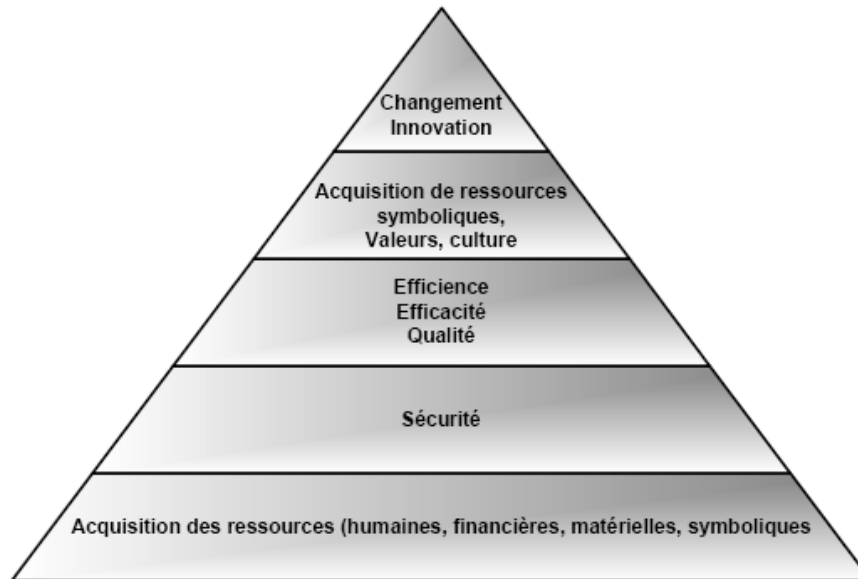 Changement
Innovation
Acquisition de ressources
symboliques,
Valeurs, culture
Efficience
Efficacité
Qualité
Sécurité
Acquisition des ressources (humaines, financières, matérielles, symboliques